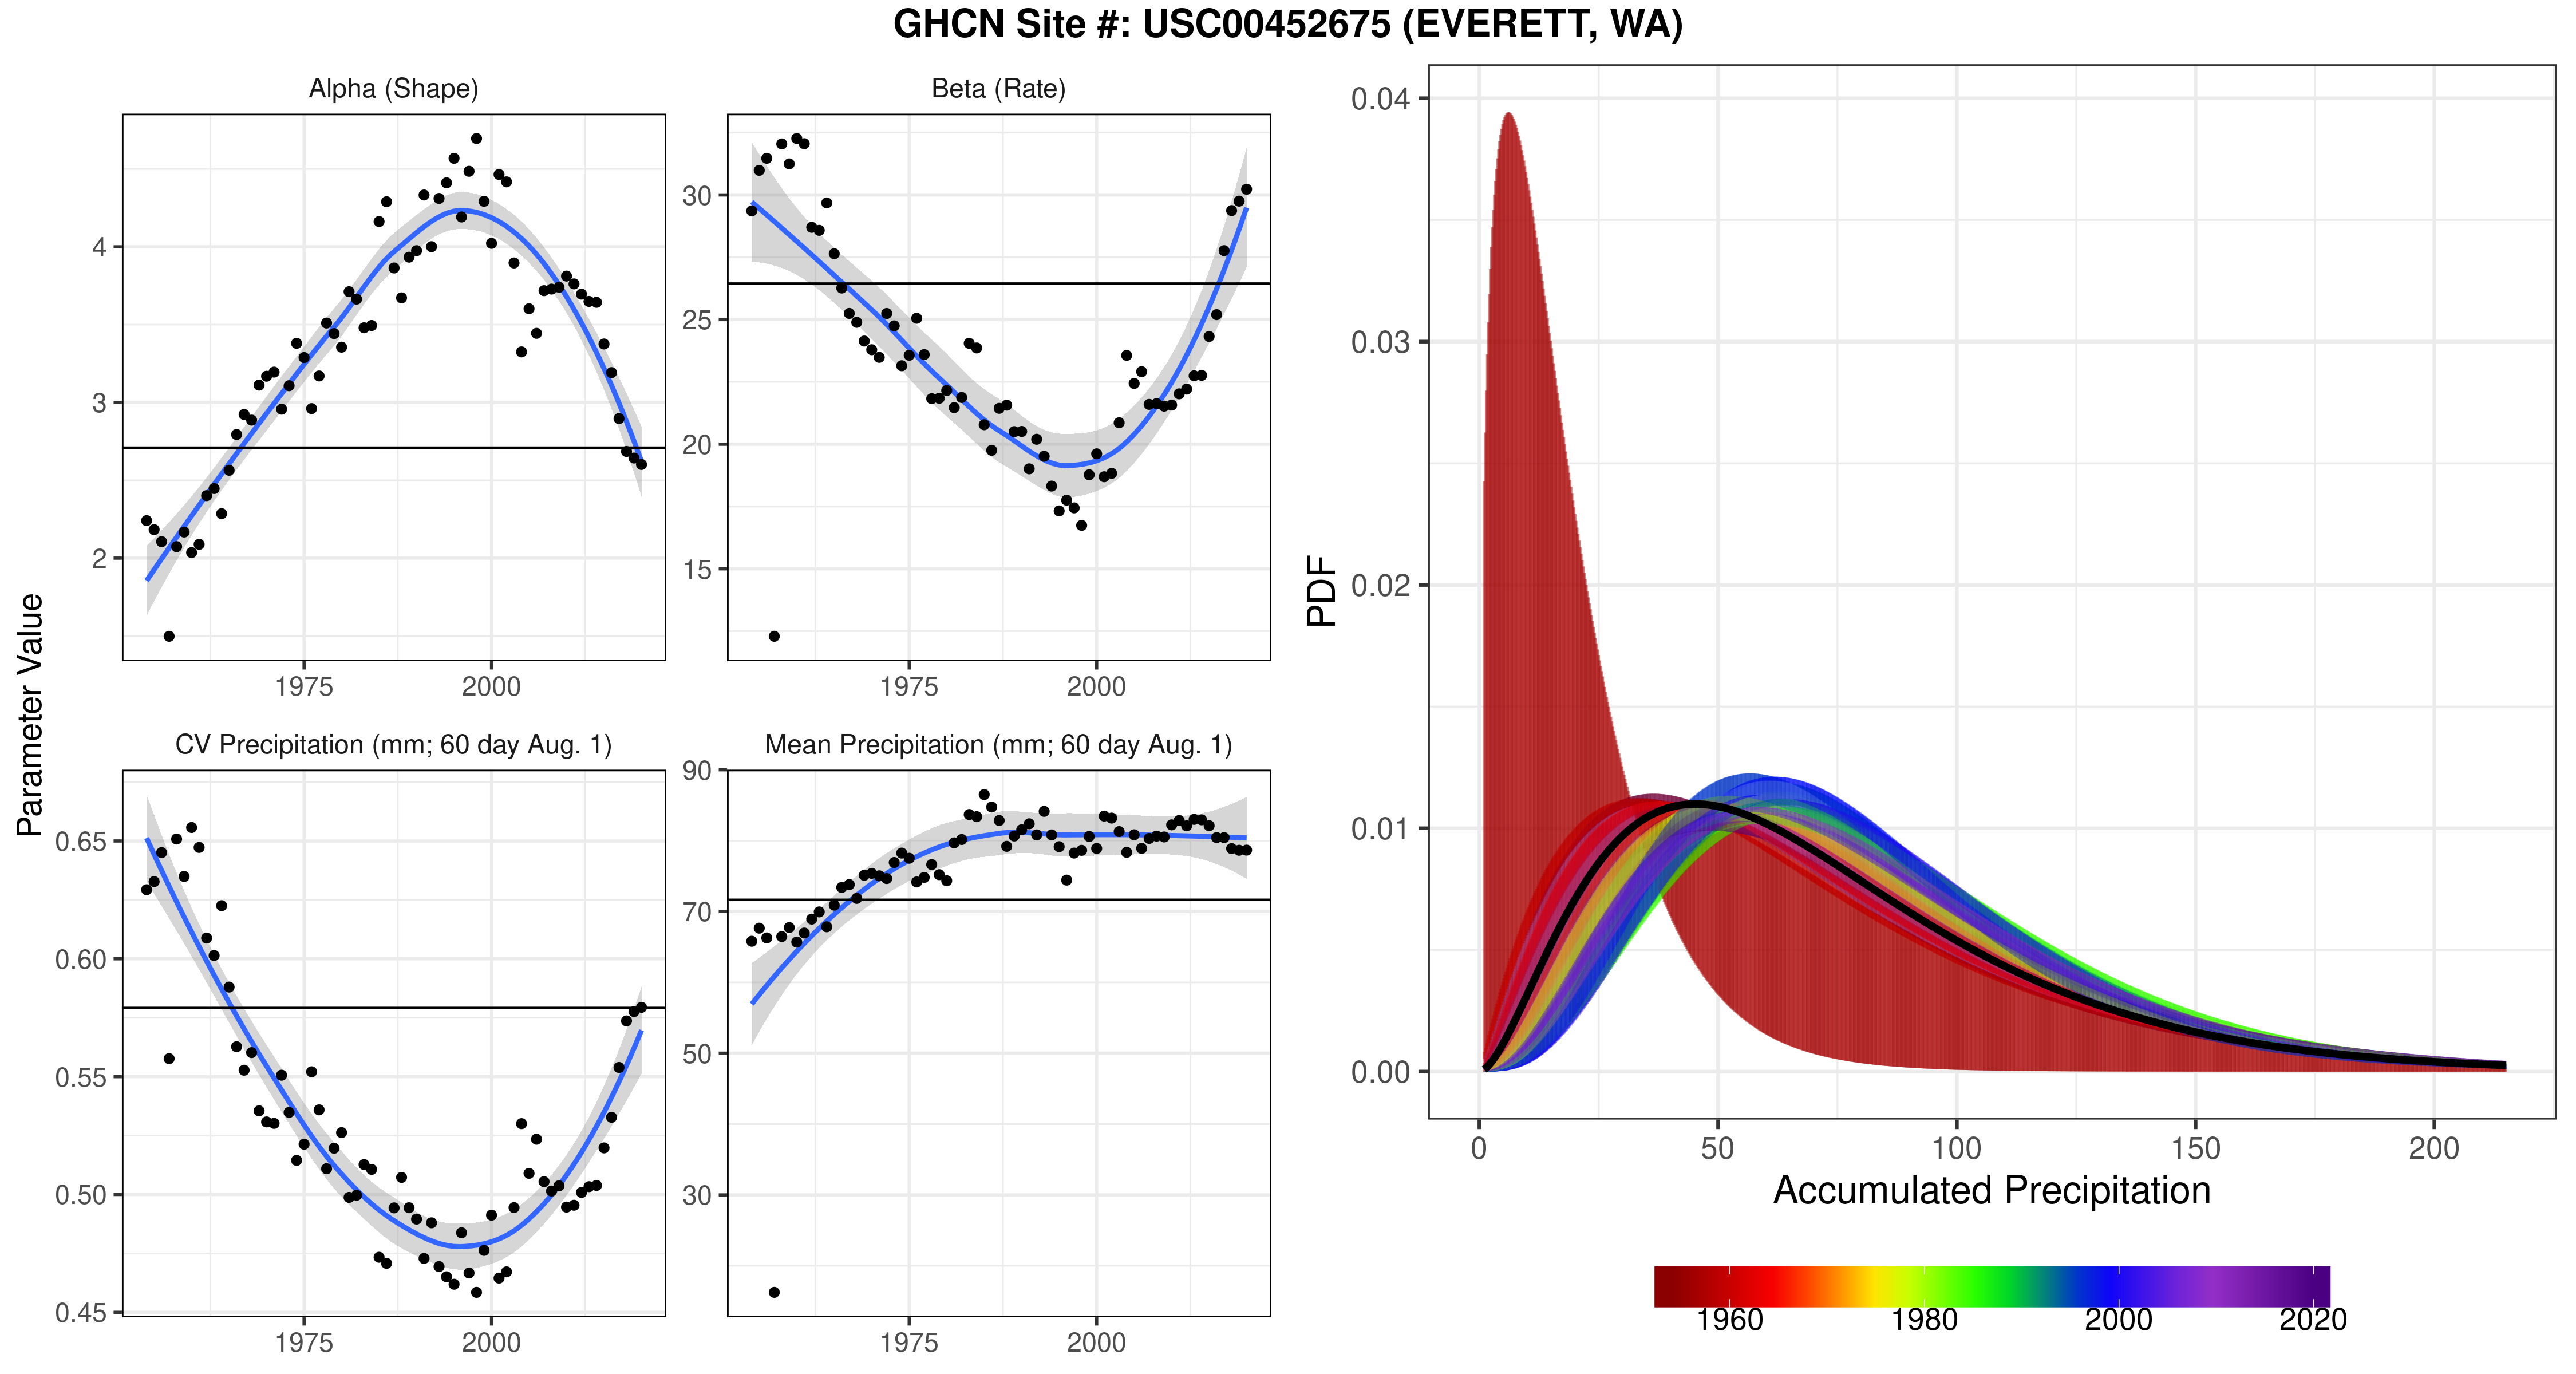 GHCN Site #: USC00452675 (EVERETT, WA)
Alpha (Shape)
4
3
2
1975 2000
Beta (Rate)
30
25
20
15
1975 2000
Parameter Value
CV Precipitation (mm; 60 day Aug. 1)
0.65
0.60
0.55
0.50
0.45
1975 2000
Mean Precipitation (mm; 60 day Aug. 1)
90
70
50
30
1975 2000
PDF
0.04
0.03
0.02
0.01
0.00
0 50 100 150 200
Accumulated Precipitation
1960 1980 2000 2020